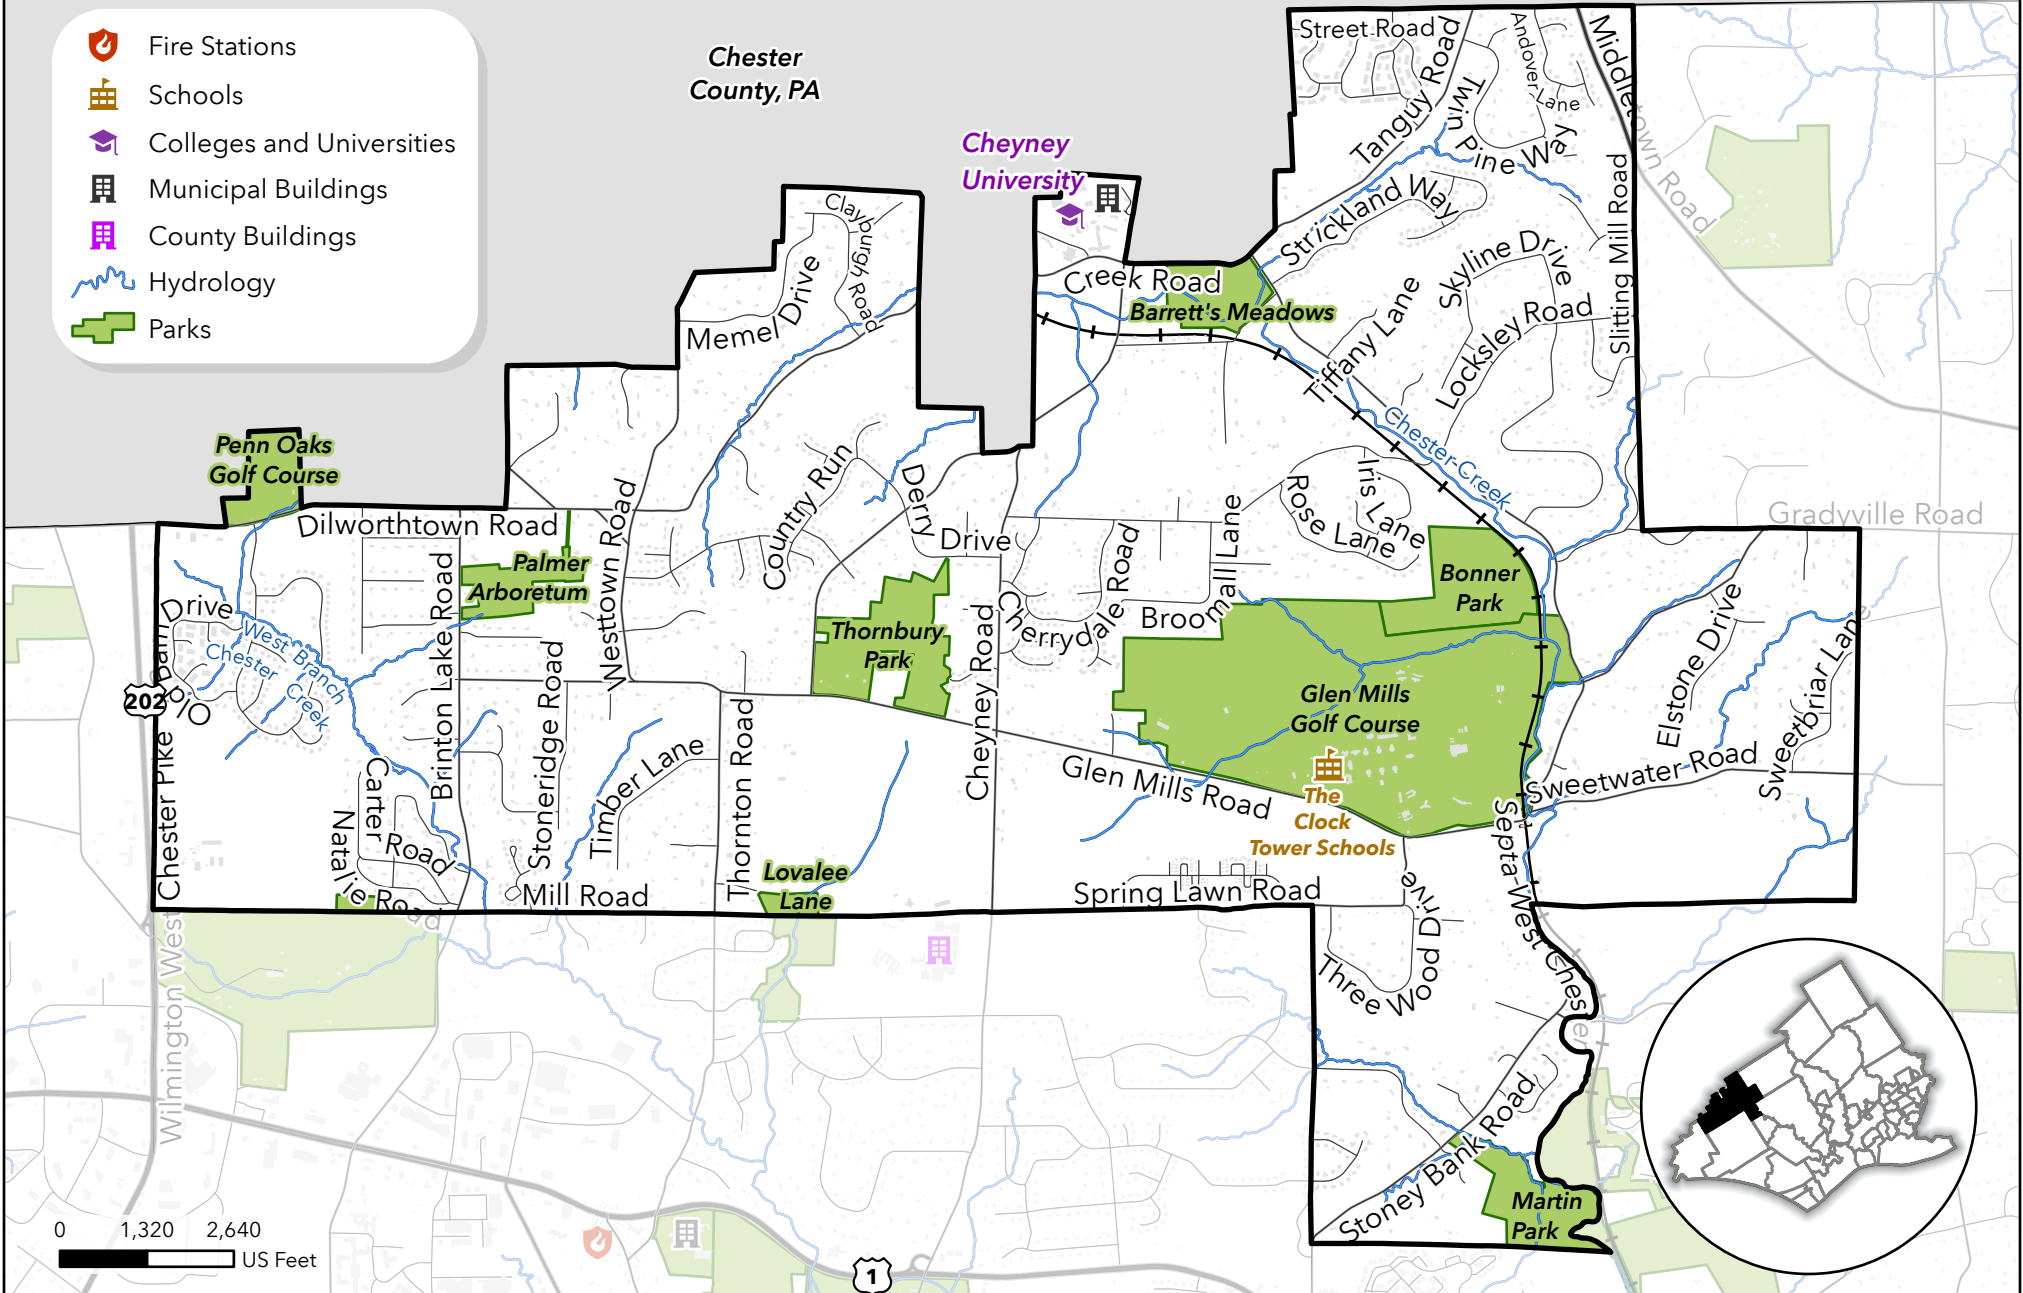 Fire Stations
Schools
Colleges and Universities
Municipal Buildings
County Buildings
Hydrology
Parks
Chester
County, PA
Cheyney
University
Street Road
Tanguy Road
Andover Lane
Twin Pine Way
Middletown Road
Strickland Way
Slitting Mill Road
Skyline Drive
Locksley Road
Tiffany Lane
Creek Road
Barrett's Meadows
Clayburgh Road
Memel Drive
Chester Creek
Penn Oaks
Golf Course
Dilworthtown Road
Palmer
Arboretum
Westtown Road
Country Run
Derry
Drive
Iris Lane
Rose Lane
Gradyville Road
Bonner
Park
Thornbury
Park
Cherrydale Road
Broomall Lane
Old Barn Drive
West Branch
Chester Creek
202
Brinton Lake Road
Stoneridge Road
Cheyney Road
Glen Mills
Golf Course
Elstone Drive
Sweetbriar Lane
Sweetwater Road
Glen Mills Road
The
Clock
Tower Schools
Timber Lane
Thornton Road
Carter Road
Natalie Road
Wilmington West Chester Pike
Mill Road
Lovalee
Lane
Spring Lawn Road
Septa-West Chester
Three Wood Drive
Stoney Bank Road
Martin
Park
0 1,320 2,640
US Feet
1